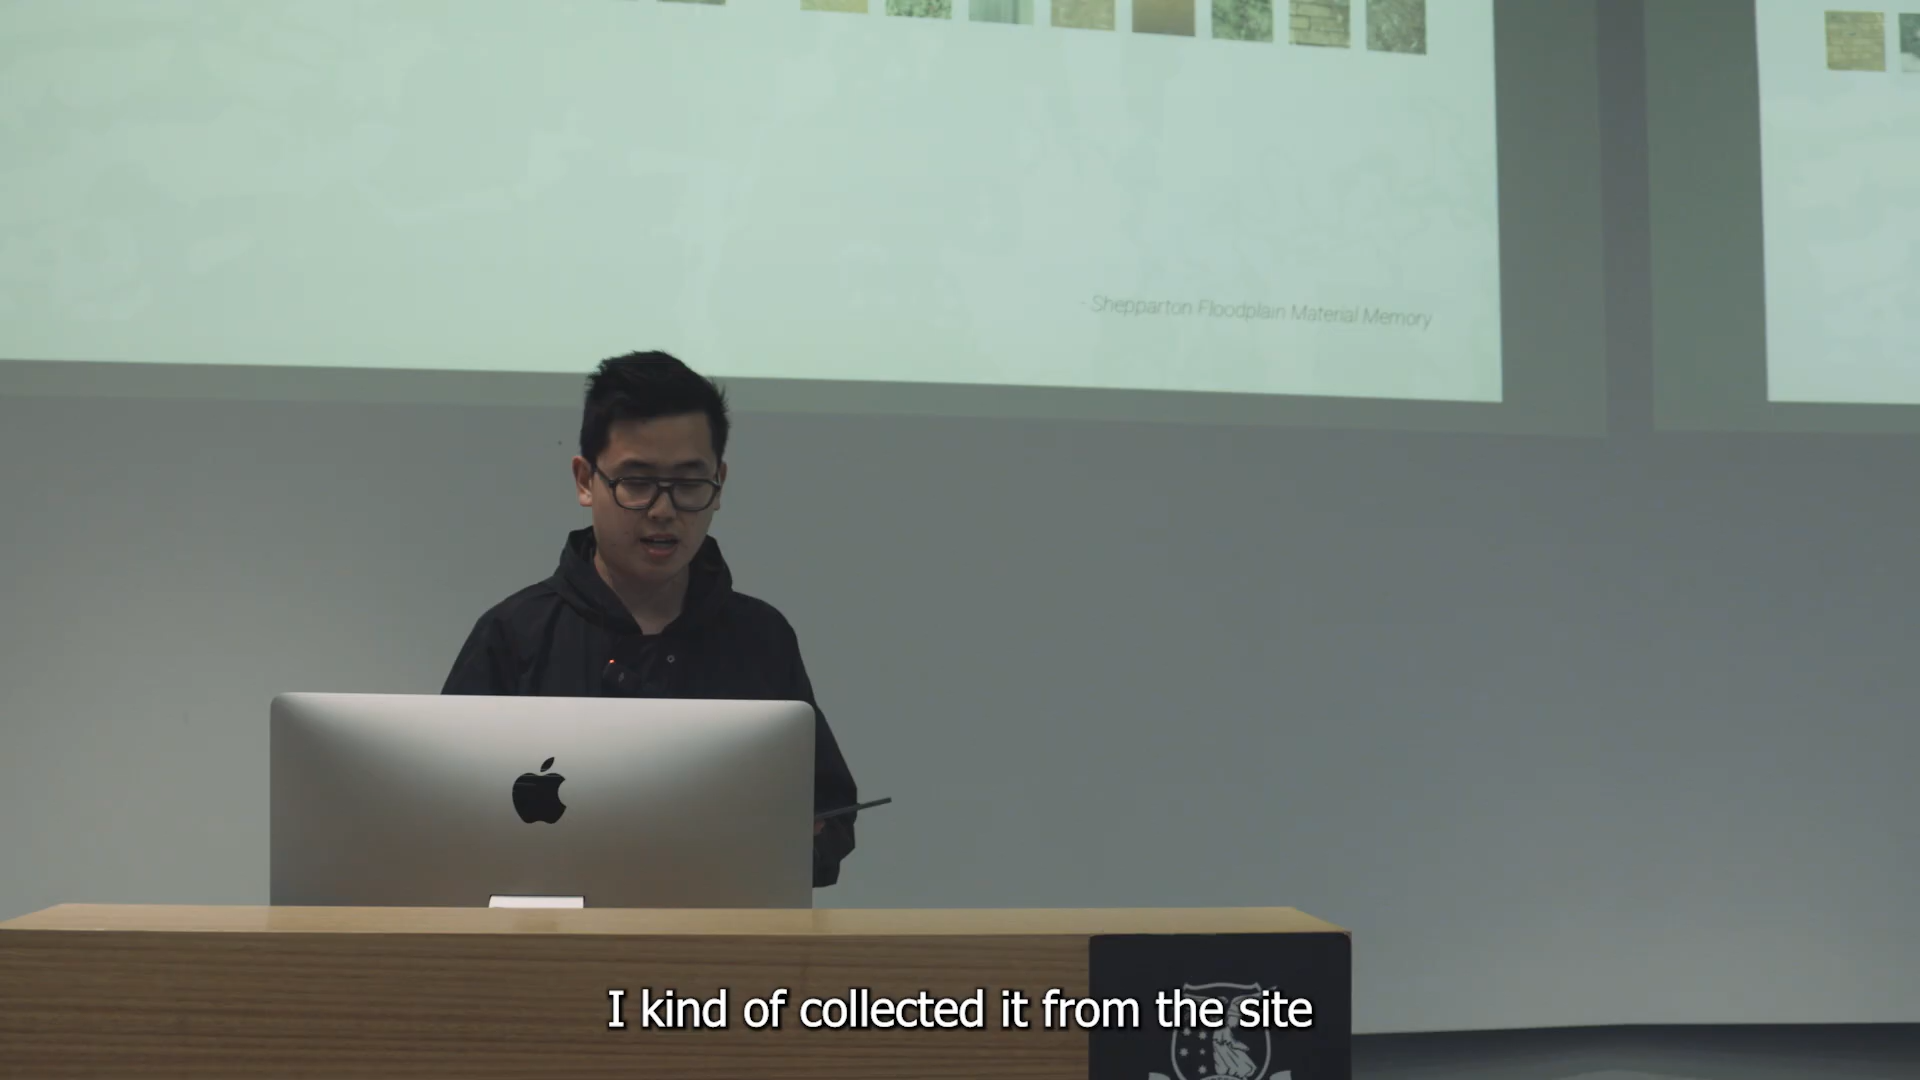 - Shepparton Floodplain Material Memory
I kind of collected it from the site